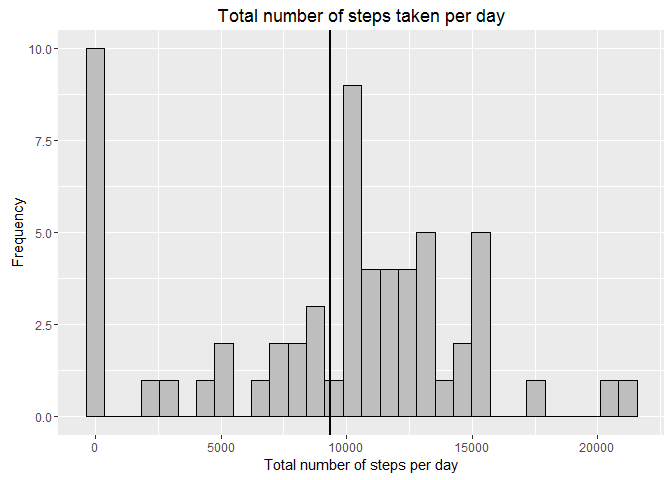 Total number of steps taken per day
10.0
7.5
5.0
2.5
0.0
Frequency
0 5000 10000 15000 20000
Total number of steps per day